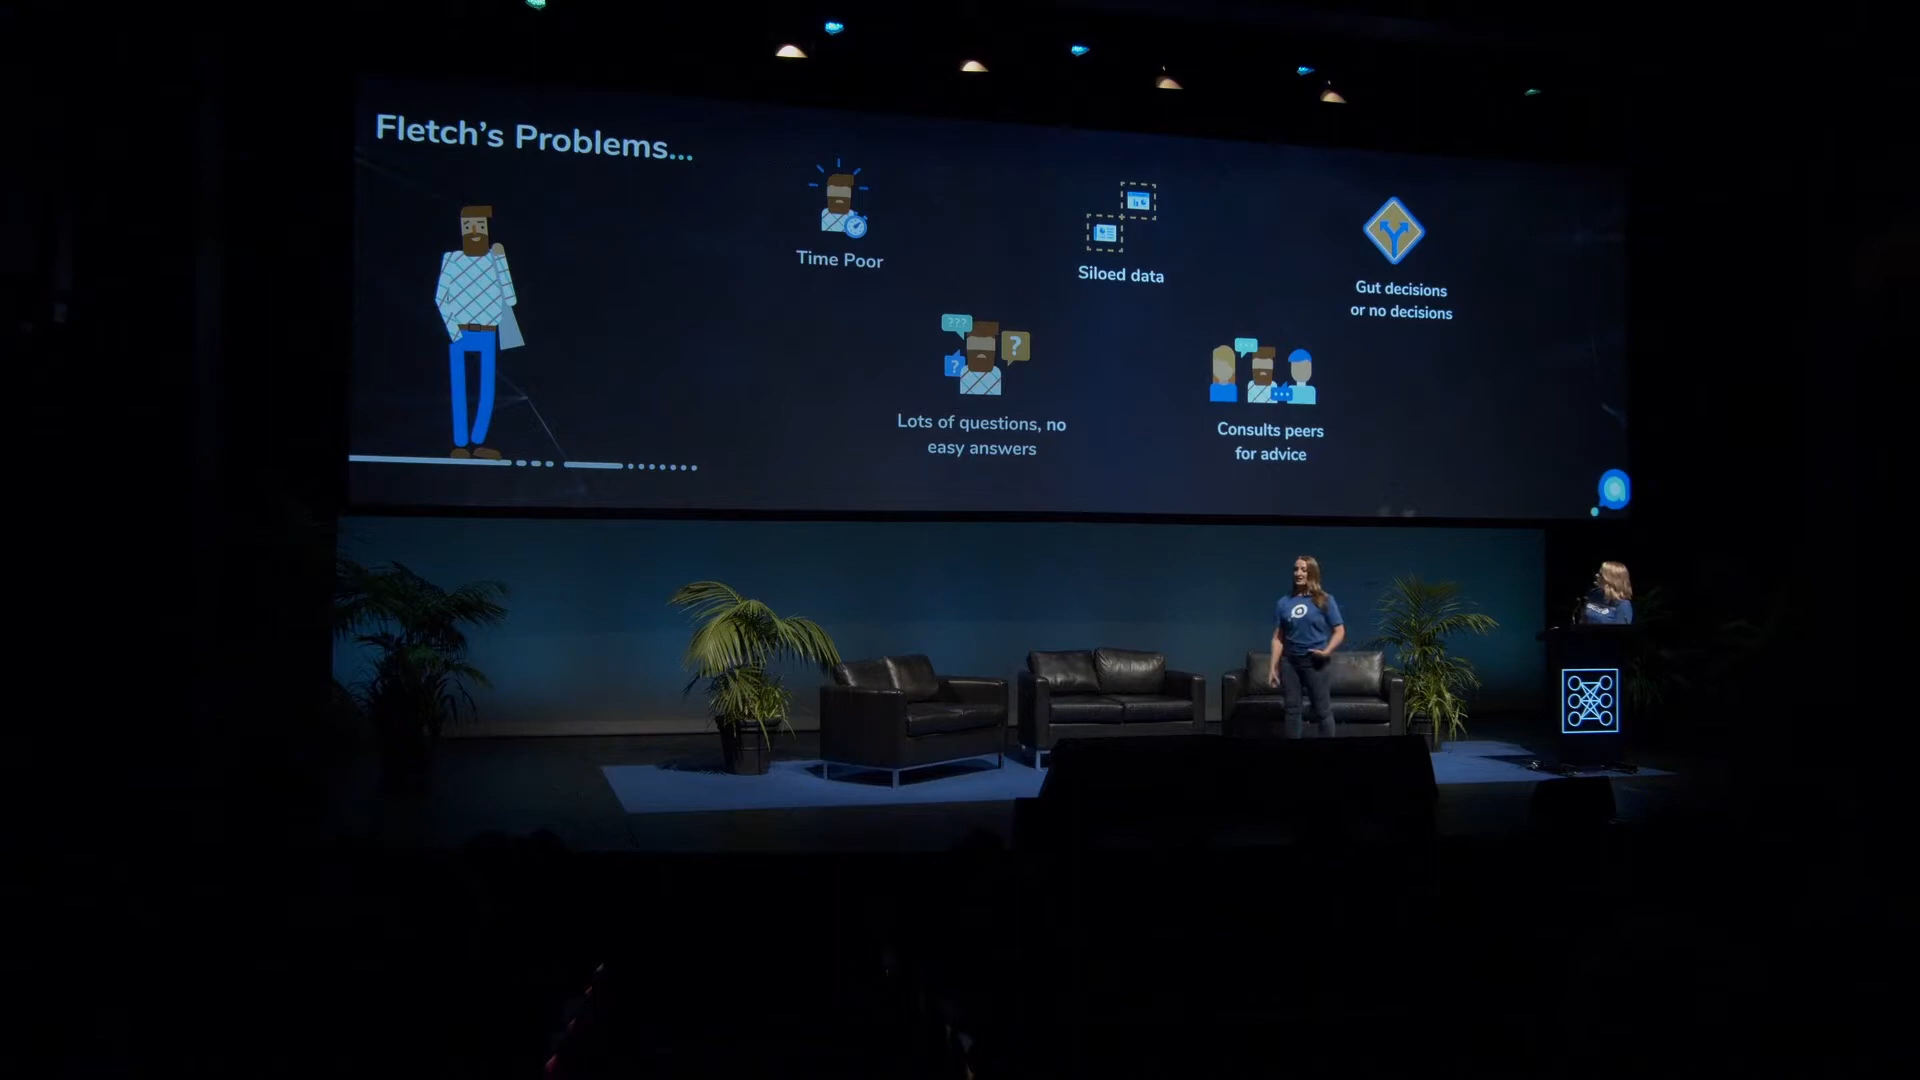 Fletch's Problems...
Time Poor
Siloed data
Gut decisions
or no decisions
???
?
?
Lots of questions, no
easy answers
Consults peers
for advice